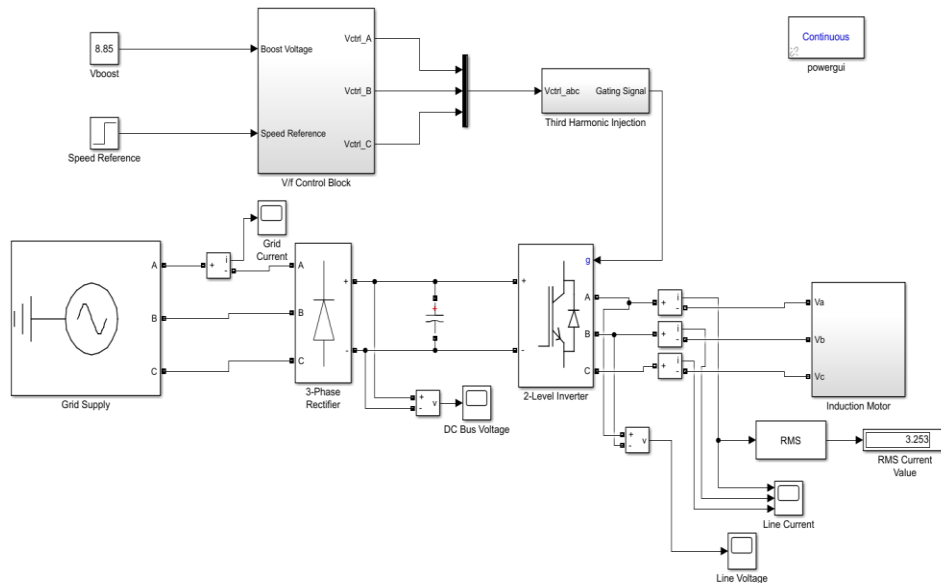 8.85
Vboost
Speed Reference
Boost Voltage
Speed Reference
Vctrl_A
Vctrl_B
Vctrl_C
V/f Control Block
Vctrl_abc
Gating Signal
Third Harmonic Injection
Continuous
powergui
A
B
C
Grid Supply
+
-
i
Grid
Current
A
B
C
+
-
3-Phase
Rectifier
+
+
-
v
DC Bus Voltage
+
-
g
A
B
C
2-Level Inverter
+
-
i
+
-
i
+
-
i
Va
Vb
Vc
Induction Motor
+
-
v
RMS
3.253
RMS Current
Value
Line Current
Line Voltage